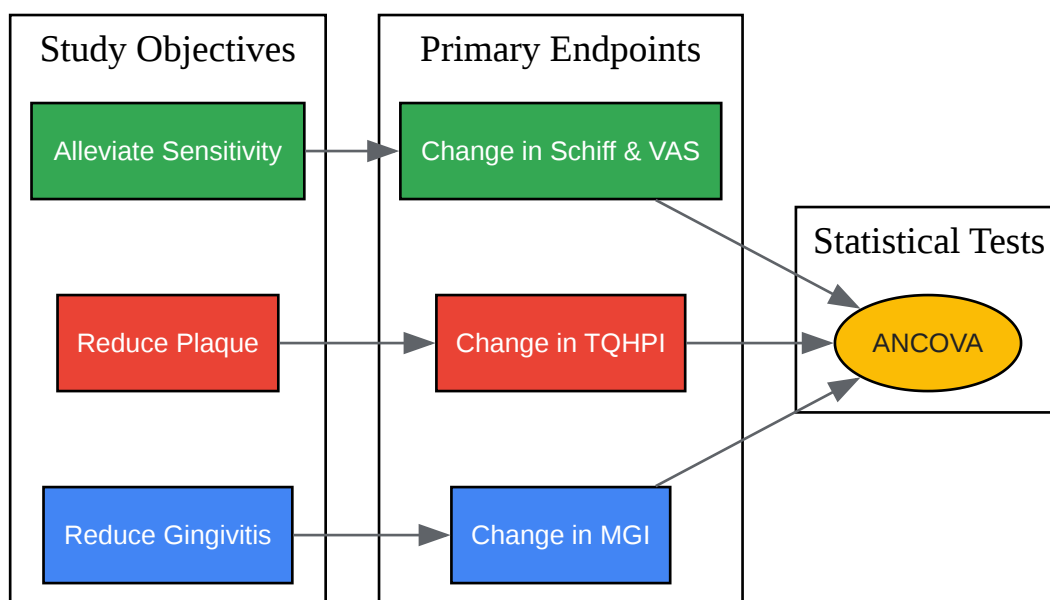 Study Objectives
Primary Endpoints
Alleviate Sensitivity
Change in Schiff & VAS
Statistical Tests
Reduce Plaque
Change in TQHPI
ANCOVA
Reduce Gingivitis
Change in MGI